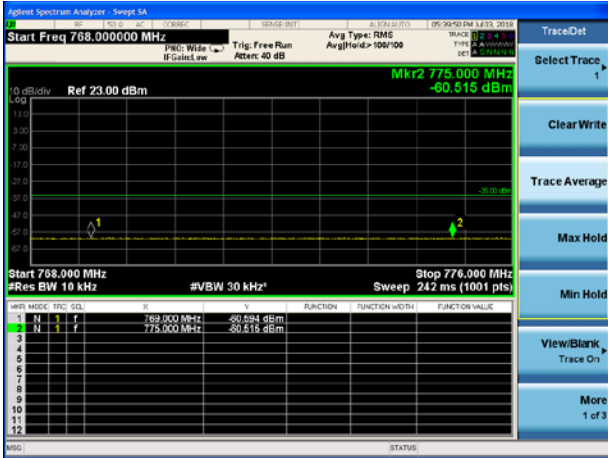 Agilent Spectrum Analyzer - Swept SA
RF 50 Ω AC CORREC SENSE:INT ALIGN AUTO 05:39:50 PM Jul 03, 2018
Start Freq 768.000000 MHz
PNO: Wide
IFGain:Low
Trig: Free Run
Atten: 40 dB
Avg Type: RMS
Avg|Hold:>100/100
TRACE 1 2 3 4 5 6
TYPE
DET
Mkr2 775.000 MHz
-60.515 dBm
10 dB/div Ref 23.00 dBm
Log
13.0
3.00
-7.00
-17.0
-27.0
-35.00 dBm
-37.0
-47.0
-57.0
-67.0
1
2
Start 768.000 MHz
Stop 776.000 MHz
#Res BW 10 kHz
#VBW 30 kHz*
Sweep 242 ms (1001 pts)
MKR MODE TRC SCL X Y FUNCTION FUNCTION WIDTH FUNCTION VALUE
1 N 1 f 769.000 MHz -60.594 dBm
2 N 1 f 775.000 MHz -60.515 dBm
3
4
5
6
7
8
9
10
11
12
MSG
STATUS
Trace/Det
Select Trace
1
Clear Write
Trace Average
Max Hold
Min Hold
View/Blank
Trace On
More
1 of 3